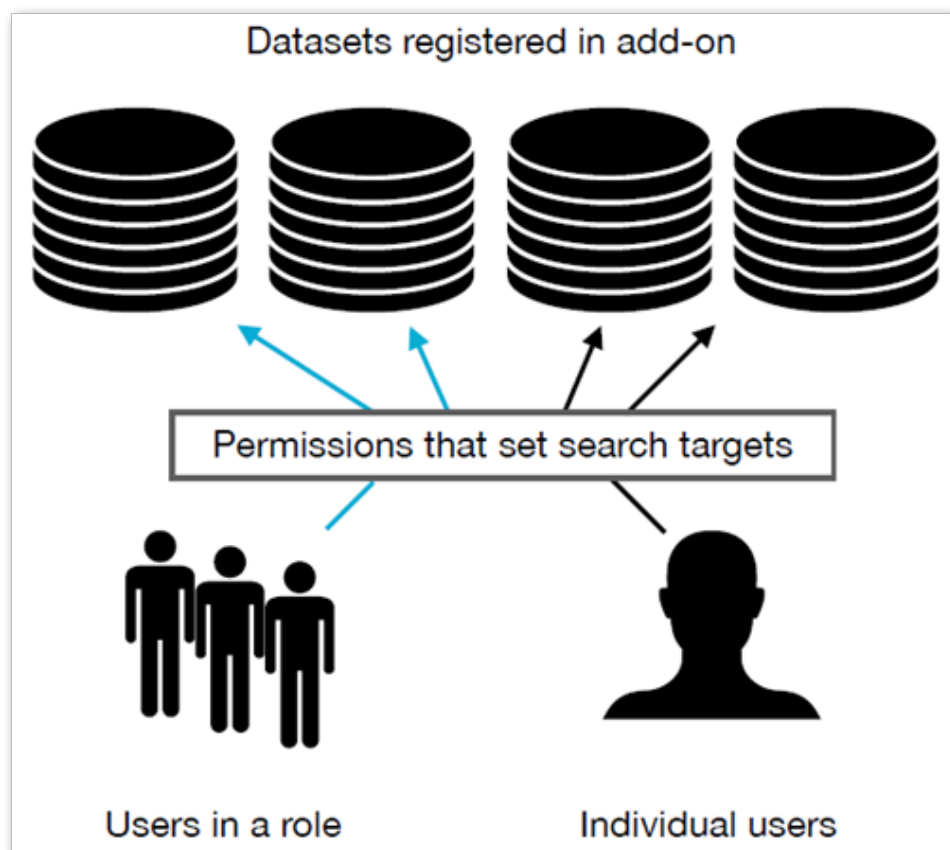 Datasets registered in add-on
Permissions that set search targets
Users in a role
Individual users